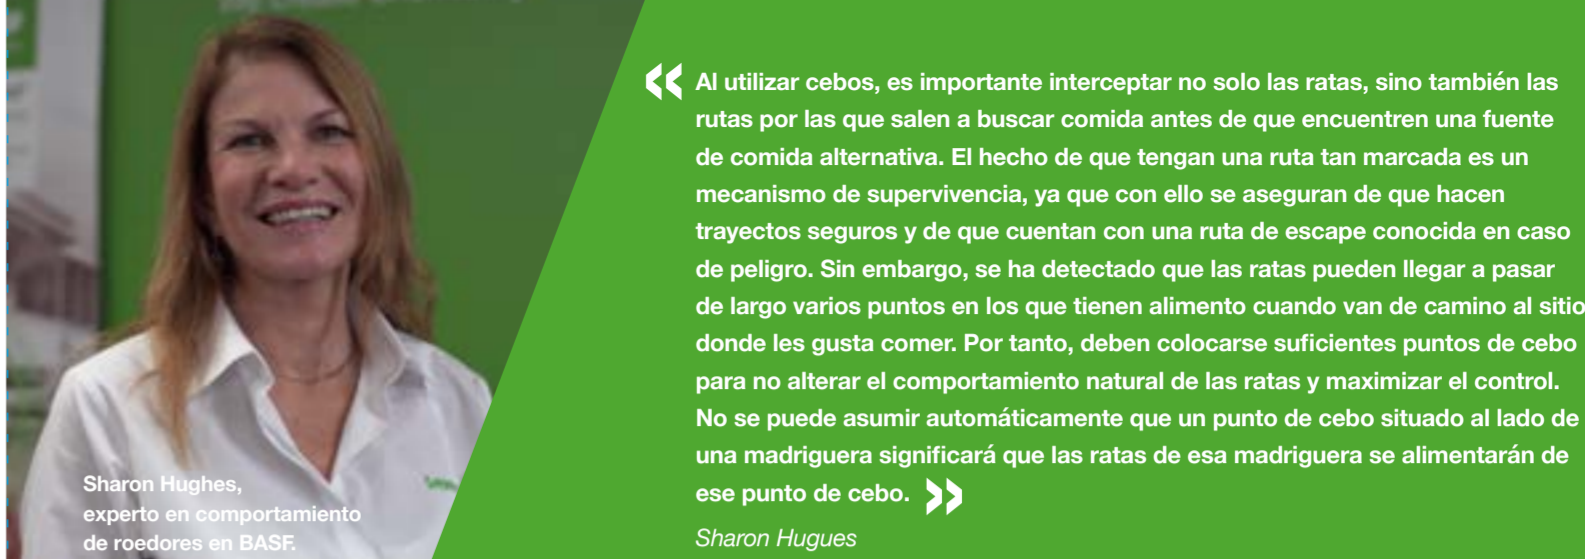 Sharon Hughes,
experto en comportamiento
de roedores en BASF.
« Al utilizar cebos, es importante interceptar no solo las ratas, sino también las
rutas por las que salen a buscar comida antes de que encuentren una fuente
de comida alternativa. El hecho de que tengan una ruta tan marcada es un
mecanismo de supervivencia, ya que con ello se aseguran de que hacen
trayectos seguros y de que cuentan con una ruta de escape conocida en caso
de peligro. Sin embargo, se ha detectado que las ratas pueden llegar a pasar
de largo varios puntos en los que tienen alimento cuando van de camino al sitio
donde les gusta comer. Por tanto, deben colocarse suficientes puntos de cebo
para no alterar el comportamiento natural de las ratas y maximizar el control.
No se puede asumir automáticamente que un punto de cebo situado al lado de
una madriguera significará que las ratas de esa madriguera se alimentarán de
ese punto de cebo. »
Sharon Hugues